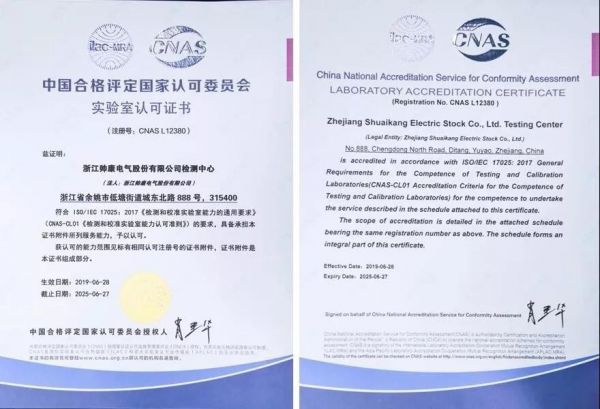 ilac-MRA
CNAS
中国合格评定国家认可委员会
实验室认可证书
（注册号：CNAS L12380）
兹证明：
浙江帅康电气股份有限公司检测中心
（法人：浙江帅康电气股份有限公司）
浙江省余姚市低塘街道城东北路 888 号，315400
符合 ISO/IEC 17025：2017《检测和校准实验室能力的通用要求》
（CNAS-CL01《检测和校准实验室能力认可准则》）的要求，具备承担本
证书附件所列服务能力，予以认可。
获认可的能力范围见标有相同认可注册号的证书附件，证书附件是
本证书组成部分。
生效日期：2019-06-28
截止日期：2025-06-27
中国合格评定国家认可委员会授权人
ilac-MRA
CNAS
China National Accreditation Service for Conformity Assessment
LABORATORY ACCREDITATION CERTIFICATE
(Registration No. CNAS L12380)
Zhejiang Shuaikang Electric Stock Co., Ltd. Testing Center
(Legal Entity: Zhejiang Shuaikang Electric Stock Co., Ltd.)
No.888, Chengdong North Road, Ditang, Yuyao, Zhejiang, China
is accredited in accordance with ISO/IEC 17025: 2017 General
Requirements for the Competence of Testing and Calibration
Laboratories(CNAS-CL01 Accreditation Criteria for the Competence of
Testing and Calibration Laboratories) for the competence to undertake
the service described in the schedule attached to this certificate.
The scope of accreditation is detailed in the attached schedule
bearing the same registration number as above. The schedule forms an
integral part of this certificate.
Effective Date: 2019-06-28
Expiry Date: 2025-06-27
Signed on behalf of China National Accreditation Service for Conformity Assessment